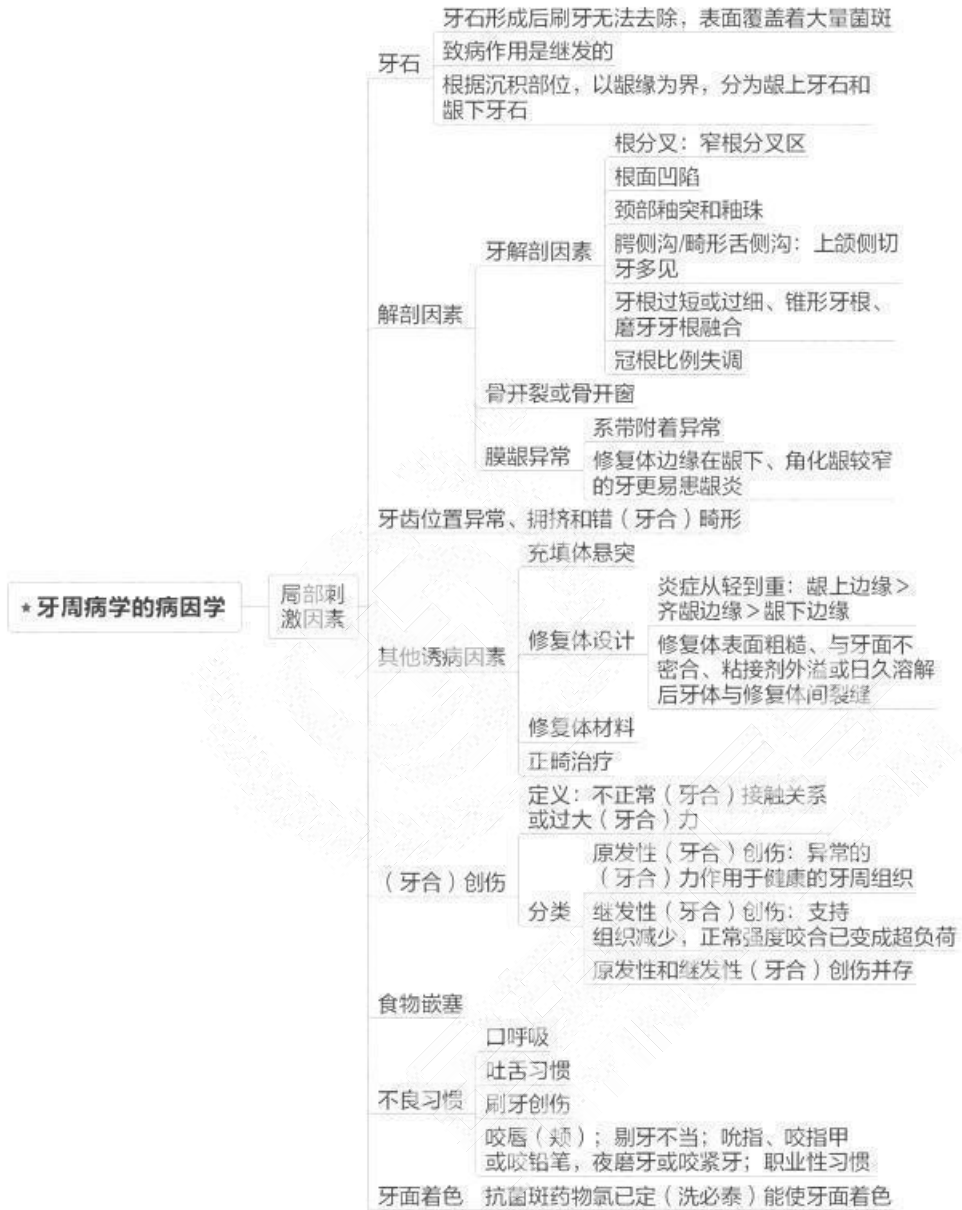 ★牙周病学的病因学
局部刺
激因素
牙石
牙石形成后刷牙无法去除，表面覆盖着大量菌斑
致病作用是继发的
根据沉积部位，以龈缘为界，分为龈上牙石和
龈下牙石
解剖因素
牙解剖因素
根分叉：窄根分叉区
根面凹陷
颈部釉突和釉珠
腭侧沟/畸形舌侧沟：上颌侧切
牙多见
牙根过短或过细、锥形牙根、
磨牙牙根融合
冠根比例失调
骨开裂或骨开窗
膜龈异常
系带附着异常
修复体边缘在龈下、角化龈较窄
的牙更易患龈炎
牙齿位置异常、拥挤和错（牙合）畸形
其他诱病因素
充填体悬突
修复体设计
炎症从轻到重：龈上边缘＞
齐龈边缘＞龈下边缘
修复体表面粗糙、与牙面不
密合、粘接剂外溢或日久溶解
后牙体与修复体间裂缝
修复体材料
正畸治疗
（牙合）创伤
定义：不正常（牙合）接触关系
或过大（牙合）力
分类
原发性（牙合）创伤：异常的
（牙合）力作用于健康的牙周组织
继发性（牙合）创伤：支持
组织减少，正常强度咬合已变成超负荷
原发性和继发性（牙合）创伤并存
食物嵌塞
不良习惯
口呼吸
吐舌习惯
刷牙创伤
咬唇（颊）；剔牙不当；吮指、咬指甲
或咬铅笔，夜磨牙或咬紧牙；职业性习惯
牙面着色
抗菌斑药物氯已定（洗必泰）能使牙面着色